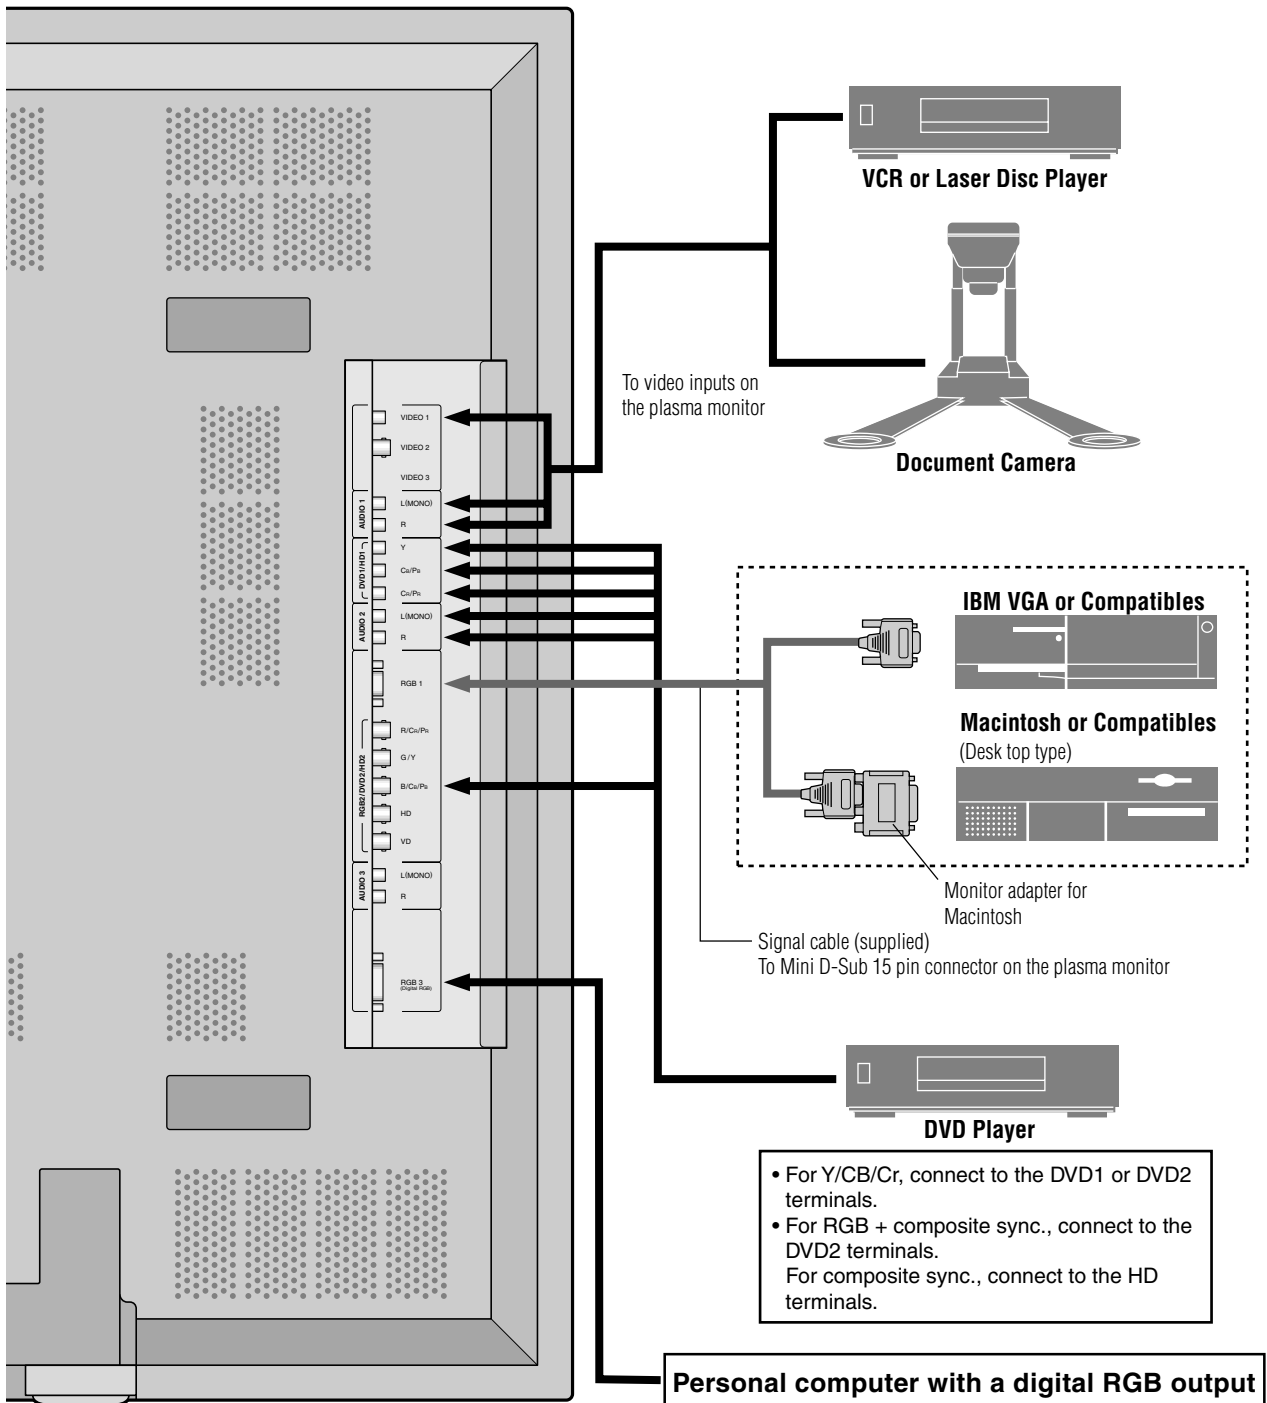 VCR or Laser Disc Player
To video inputs on
the plasma monitor
Document Camera
VIDEO 1
VIDEO 2
VIDEO 3
AUDIO 1
L(MONO)
R
DVD1/HD1
Y
CB/PB
CR/PR
AUDIO 2
L(MONO)
R
RGB 1
RGB2/DVD2/HD2
R/CR/PR
G/Y
B/CB/PB
HD
VD
AUDIO 3
L(MONO)
R
RGB 3
(Digital RGB)
IBM VGA or Compatibles
Macintosh or Compatibles
(Desk top type)
Monitor adapter for
Macintosh
Signal cable (supplied)
To Mini D-Sub 15 pin connector on the plasma monitor
DVD Player
• For Y/CB/Cr, connect to the DVD1 or DVD2
terminals.
• For RGB + composite sync., connect to the
DVD2 terminals.
For composite sync., connect to the HD
terminals.
Personal computer with a digital RGB output